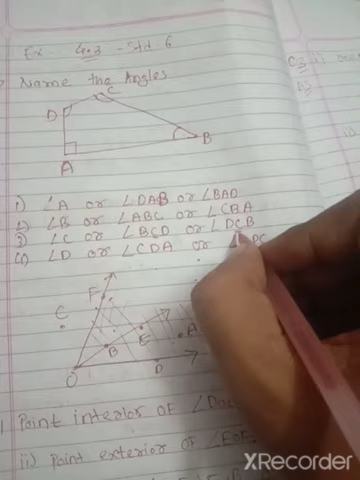 Ex 4.3 - Std 6
Name the Angles
C
D
B
A
1) ∠A or ∠DAB or ∠BAD
2) ∠B or ∠ABC or ∠CBA
3) ∠C or ∠BCD or ∠DCB
4) ∠D or ∠CDA or
F
C
B
E
A
O
D
Point interior of
ii) Point exterior of ∠EOF
XRecorder